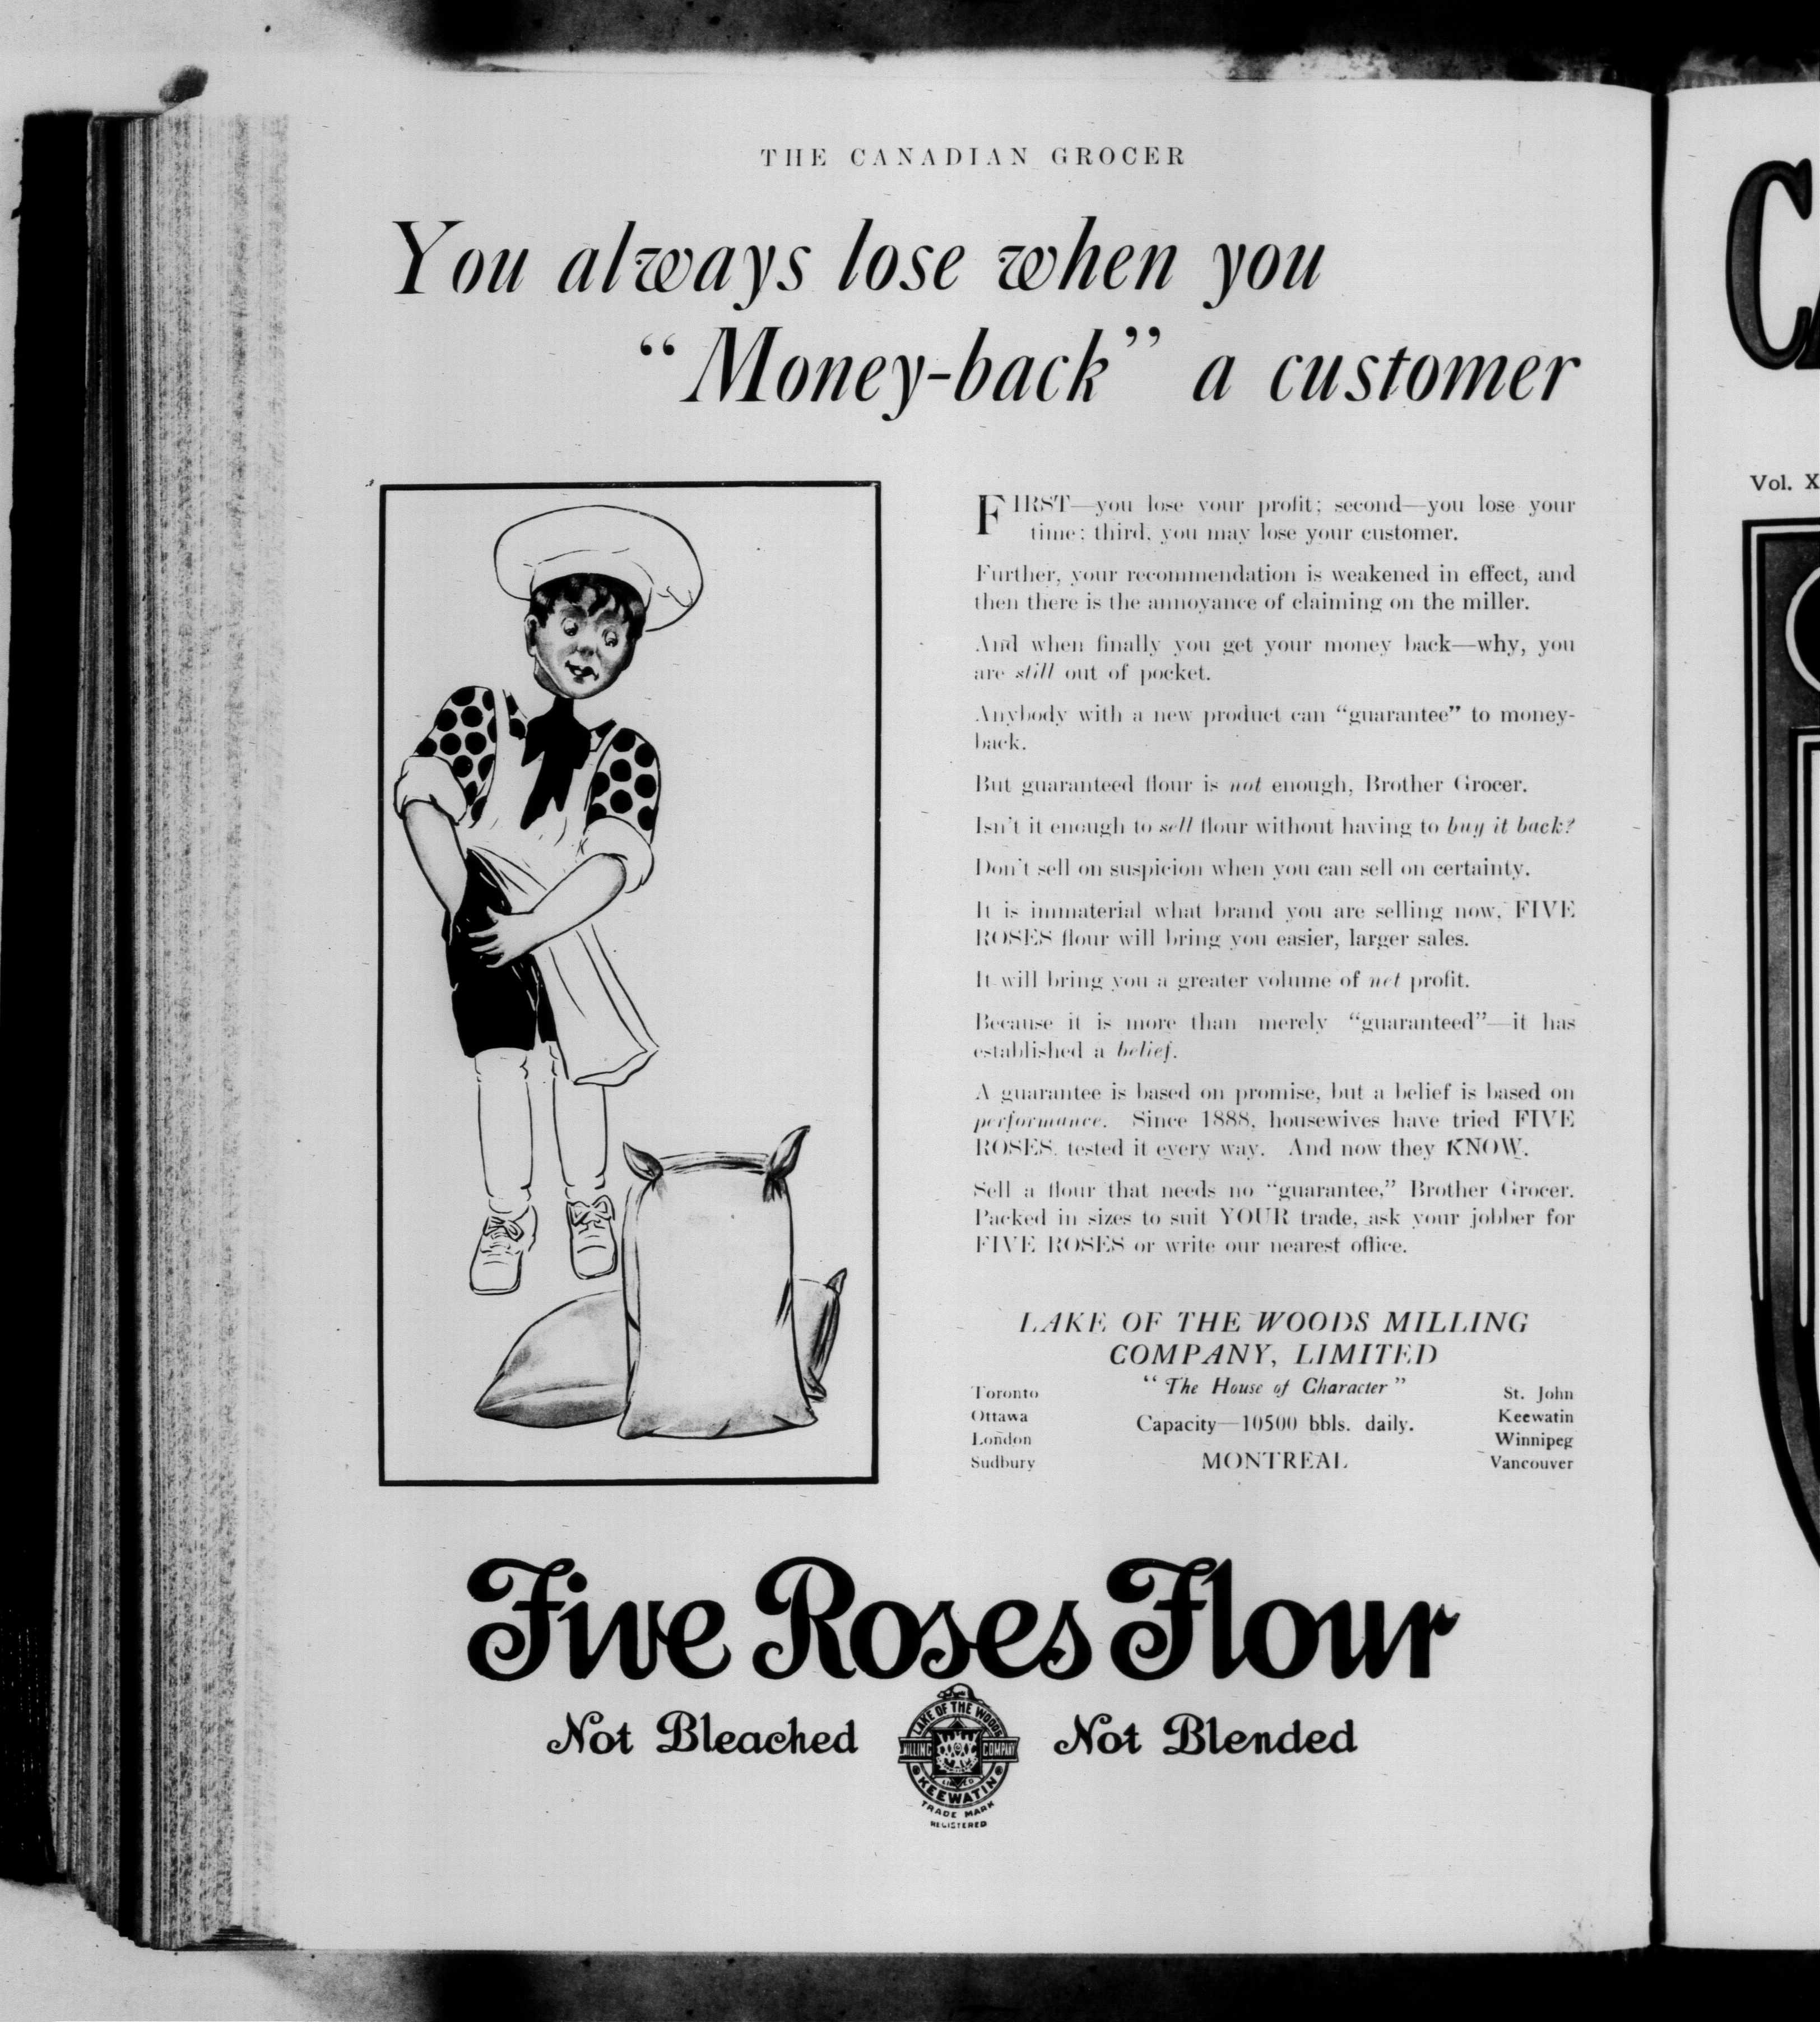 THE CANADIAN GROCER
You always lose when you
“Money-back” a customer
FIRST—you lose your profit; second—you lose your
time; third, you may lose your customer.
Further, your recommendation is weakened in effect, and
then there is the annoyance of claiming on the miller.
And when finally you get your money back—why, you
are still out of pocket.
Anybody with a new product can “guarantee” to money-
back.
But guaranteed flour is not enough, Brother Grocer.
Isn't it enough to sell flour without having to buy it back?
Don't sell on suspicion when you can sell on certainty.
It is immaterial what brand you are selling now, FIVE
ROSES flour will bring you easier, larger sales.
It will bring you a greater volume of net profit.
Because it is more than merely “guaranteed”—it has
established a belief.
A guarantee is based on promise, but a belief is based on
performance. Since 1888, housewives have tried FIVE
ROSES, tested it every way. And now they KNOW.
Sell a flour that needs no “guarantee,” Brother Grocer.
Packed in sizes to suit YOUR trade, ask your jobber for
FIVE ROSES or write our nearest office.
LAKE OF THE WOODS MILLING
COMPANY, LIMITED
“The House of Character”
Toronto
Ottawa
London
Sudbury
Capacity—10500 bbls. daily.
MONTREAL
St. John
Keewatin
Winnipeg
Vancouver
Five Roses Flour
Not Bleached
Not Blended
LAKE OF THE WOODS
MILLING COMPANY
LIMITED
KEEWATIN
TRADE MARK
REGISTERED
CA
Vol. X